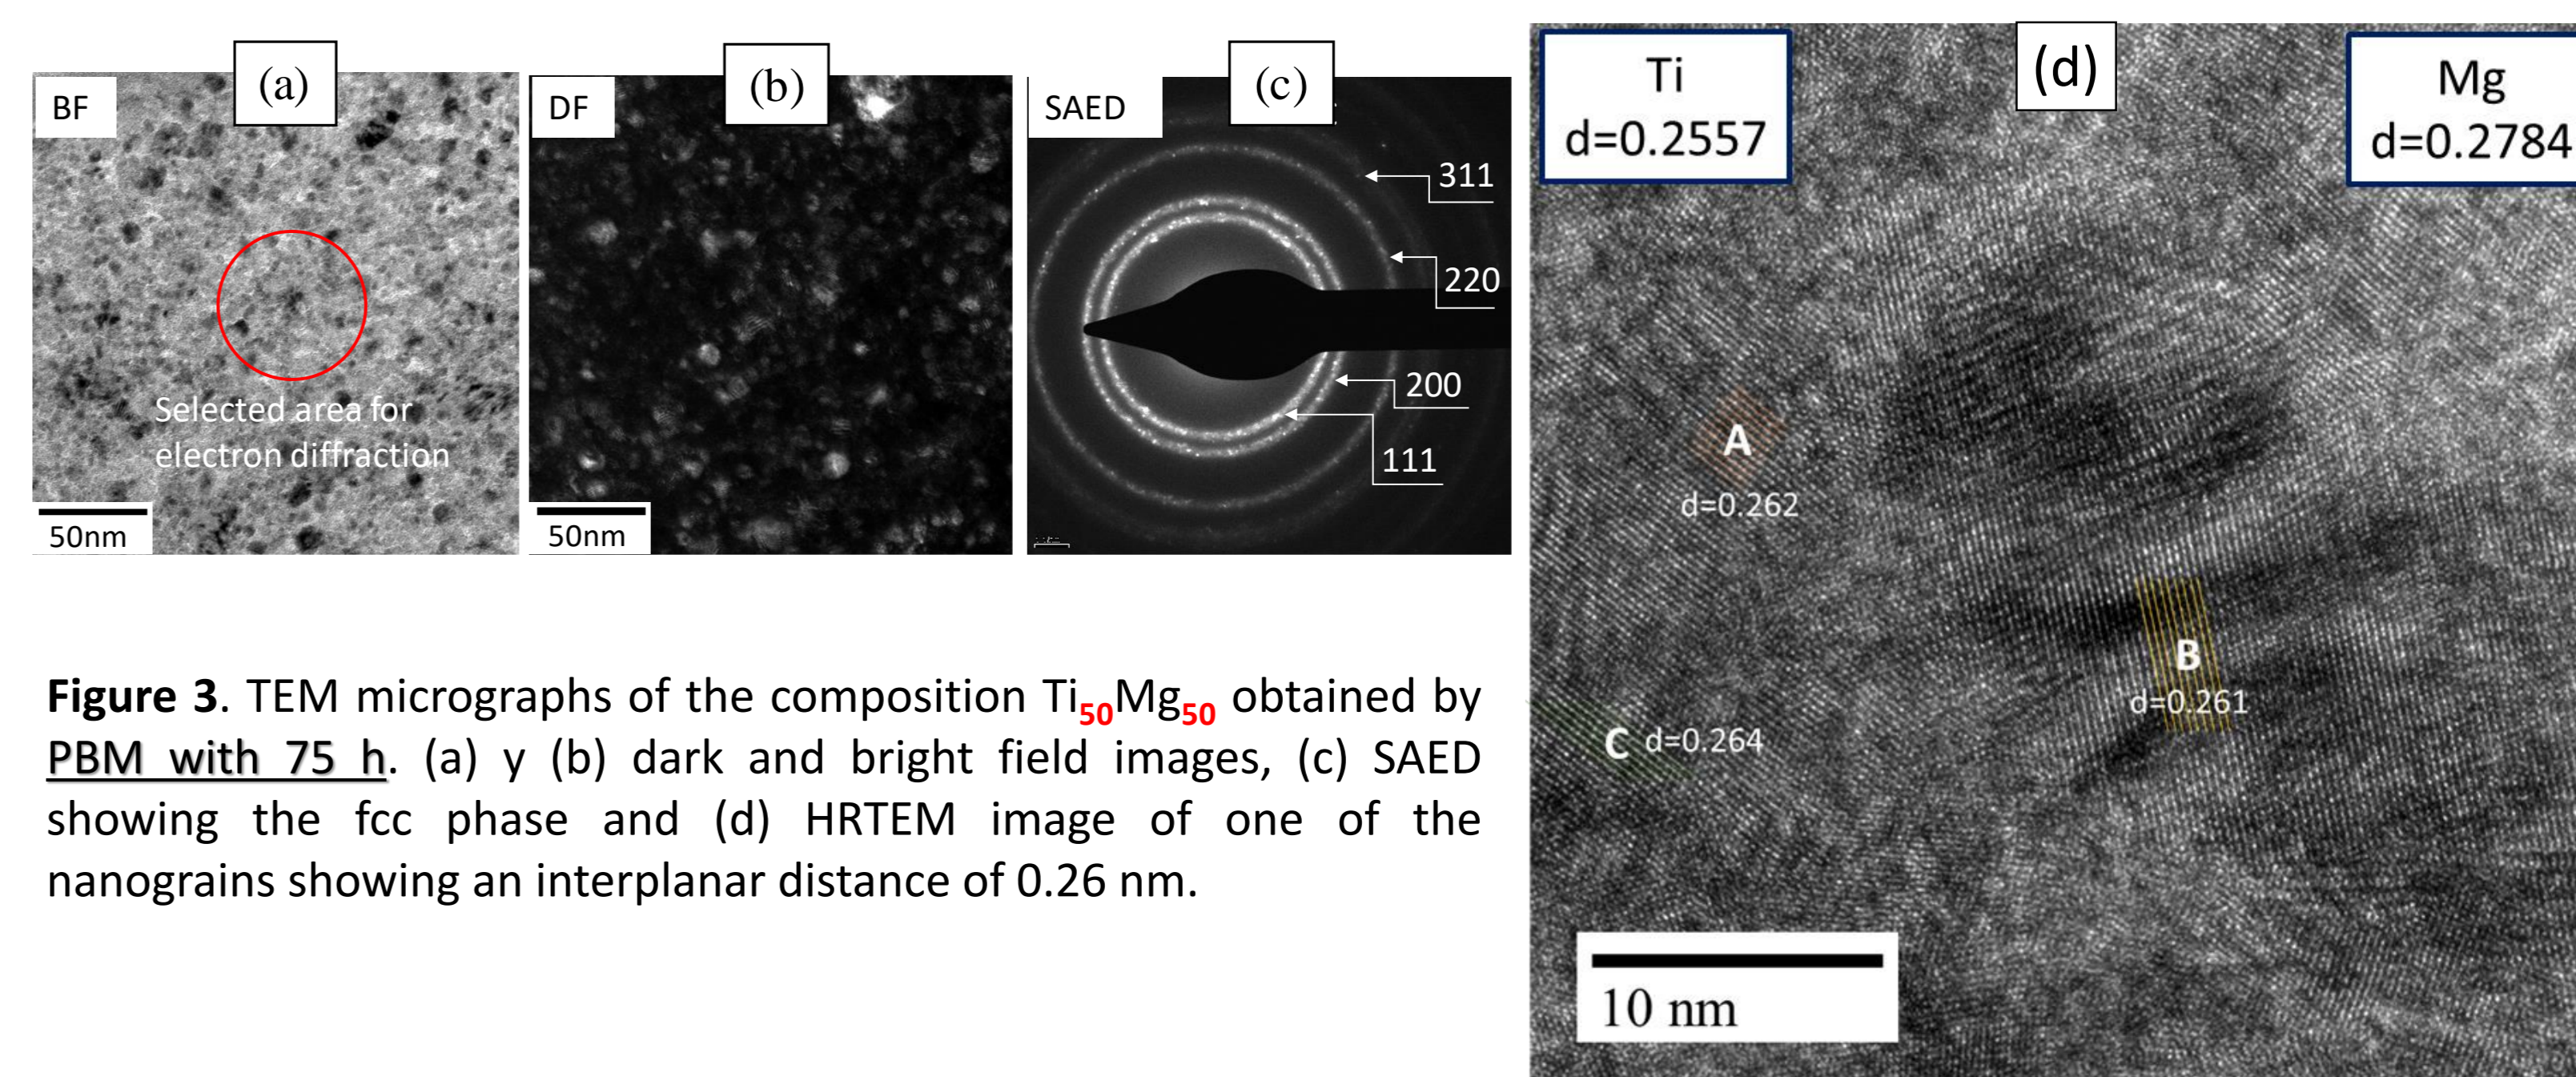 (a)
BF
Selected area for
electron diffraction
50nm
(b)
DF
50nm
(c)
SAED
311
220
200
111
(d)
Ti
d=0.2557
Mg
d=0.2784
A
d=0.262
B
d=0.261
C d=0.264
10 nm
Figure 3. TEM micrographs of the composition Ti50Mg50 obtained by
PBM with 75 h. (a) y (b) dark and bright field images, (c) SAED
showing the fcc phase and (d) HRTEM image of one of the
nanograins showing an interplanar distance of 0.26 nm.